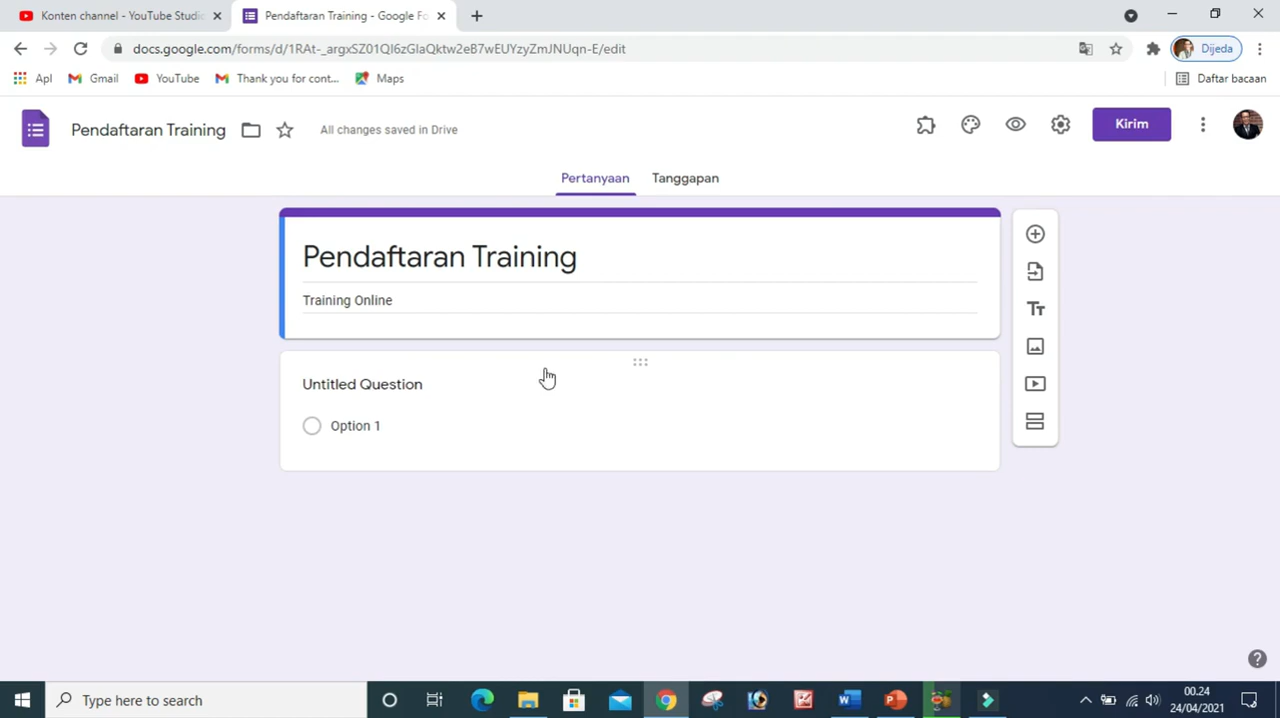 Konten channel - YouTube Studio
Pendaftaran Training - Google Fo
docs.google.com/forms/d/1RAt-_argxSZ01Ql6zGlaQktw2eB7wEUYzyZmJNUqn-E/edit
Dijeda
Apl
Gmail
YouTube
Thank you for cont...
Maps
Daftar bacaan
Pendaftaran Training
All changes saved in Drive
Kirim
Pertanyaan
Tanggapan
Pendaftaran Training
Training Online
Untitled Question
Option 1
Type here to search
00.24
24/04/2021